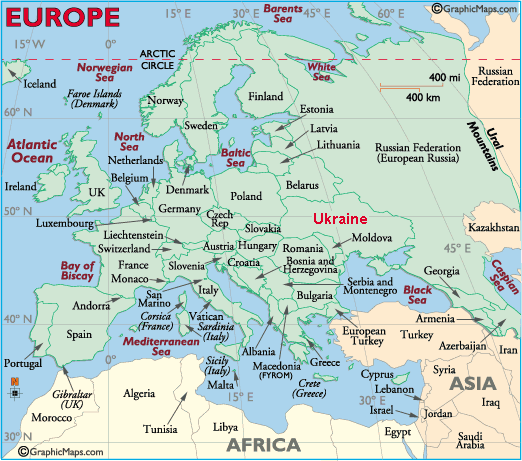 EUROPE
©GraphicMaps.com
15°W
0°
15°E
30°E
45°E
60°E
Barents
Sea
Norwegian
Sea
ARCTIC
CIRCLE
White
Sea
400 mi
400 km
Russian
Federation
Iceland
Faroe Islands
(Denmark)
Norway
Finland
Sweden
Estonia
Latvia
Lithuania
60°N
Ural
Mountains
Russian Federation
(European Russia)
Atlantic
Ocean
North
Sea
Baltic
Sea
Netherlands
Belgium
Ireland
UK
Denmark
Germany
Poland
Belarus
50°N
Luxembourg
Czech
Rep
Ukraine
Slovakia
Kazakhstan
Liechtenstein
Switzerland
Austria
Hungary
Romania
Moldova
45°E
Bay of
Biscay
France
Monaco
Slovenia
Croatia
Bosnia and
Herzegovina
Georgia
Caspian
Sea
San
Marino
Italy
Serbia and
Montenegro
Black
Sea
Andorra
Corsica
(France)
Bulgaria
40°N
Spain
Vatican
Sardinia
(Italy)
Armenia
European
Turkey
Turkey
Azerbaijan
Iran
Mediterranean
Sea
Albania
Macedonia
(FYROM)
Greece
Portugal
0°
Sicily
(Italy)
Malta
Crete
(Greece)
Cyprus
Lebanon
Syria
ASIA
N
Gibraltar
(UK)
Morocco
Algeria
Tunisia
15°E
Libya
30°E
Israel
Jordan
Iraq
Egypt
Saudi
Arabia
30°N
AFRICA
©GraphicMaps.com